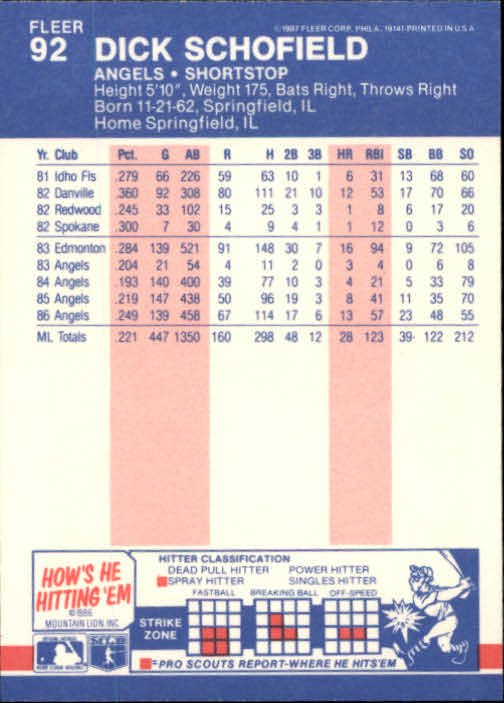 FLEER
92 DICK SCHOFIELD
© 1987 FLEER CORP. PHILA. 19141-PRINTED IN U.S.A.
ANGELS • SHORTSTOP
Height 5'10", Weight 175, Bats Right, Throws Right
Born 11-21-62, Springfield, IL
Home Springfield, IL
Yr. Club Pct. G AB R H 2B 3B HR RBI SB BB SO
81 Idho Fls .279 66 226 59 63 10 1 6 31 13 68 60
82 Danville .360 92 308 80 111 21 10 12 53 17 70 66
82 Redwood .245 33 102 15 25 3 3 1 8 6 17 20
82 Spokane .300 7 30 4 9 4 1 1 12 0 3 6
83 Edmonton .284 139 521 91 148 30 7 16 94 9 72 105
83 Angels .204 21 54 4 11 2 0 3 4 0 6 8
84 Angels .193 140 400 39 77 10 3 4 21 5 33 79
85 Angels .219 147 438 50 96 19 3 8 41 11 35 70
86 Angels .249 139 458 67 114 17 6 13 57 23 48 55
ML Totals .221 447 1350 160 298 48 12 28 123 39 122 212
HOW'S HE
HITTING 'EM
©1986
MOUNTAIN LION INC
HITTER CLASSIFICATION
DEAD PULL HITTER POWER HITTER
SPRAY HITTER SINGLES HITTER
FASTBALL BREAKING BALL OFF-SPEED
STRIKE
ZONE
=PRO SCOUTS REPORT-WHERE HE HITS 'EM